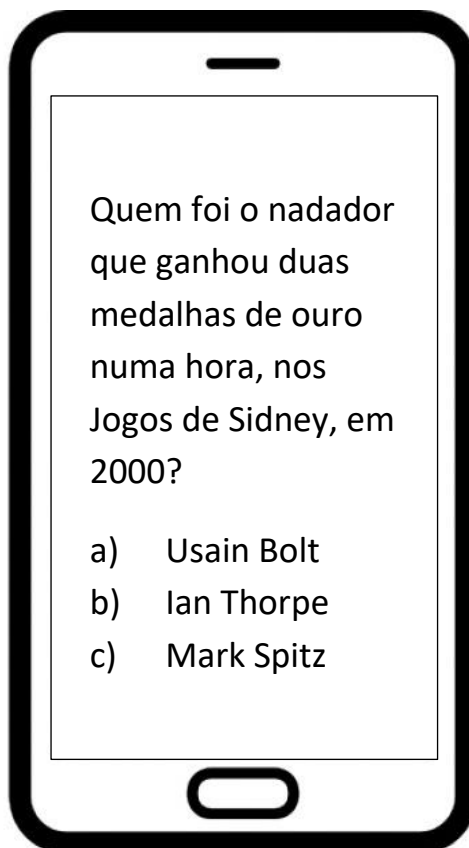 Quem foi o nadador
que ganhou duas
medalhas de ouro
numa hora, nos
Jogos de Sidney, em
2000?
a) Usain Bolt
b) Ian Thorpe
c) Mark Spitz